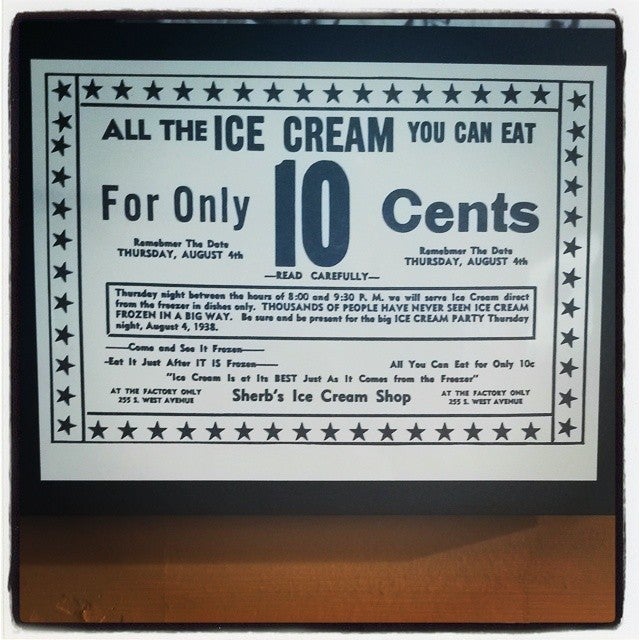 ALL THE ICE CREAM YOU CAN EAT
For Only 10 Cents
Remebmer The Date
THURSDAY, AUGUST 4th
Remebmer The Date
THURSDAY, AUGUST 4th
—READ CAREFULLY—
Thursday night between the hours of 8:00 and 9:30 P. M. we will serve Ice Cream direct
from the freezer in dishes only. THOUSANDS OF PEOPLE HAVE NEVER SEEN ICE CREAM
FROZEN IN A BIG WAY. Be sure and be present for the big ICE CREAM PARTY Thursday
night, August 4, 1938.
——Come and See It Frozen——
—Eat It Just After IT IS Frozen—— All You Can Eat for Only 10c
"Ice Cream Is at Its BEST Just As It Comes from the Freezer"
AT THE FACTORY ONLY
255 S. WEST AVENUE
Sherb's Ice Cream Shop
AT THE FACTORY ONLY
255 S. WEST AVENUE